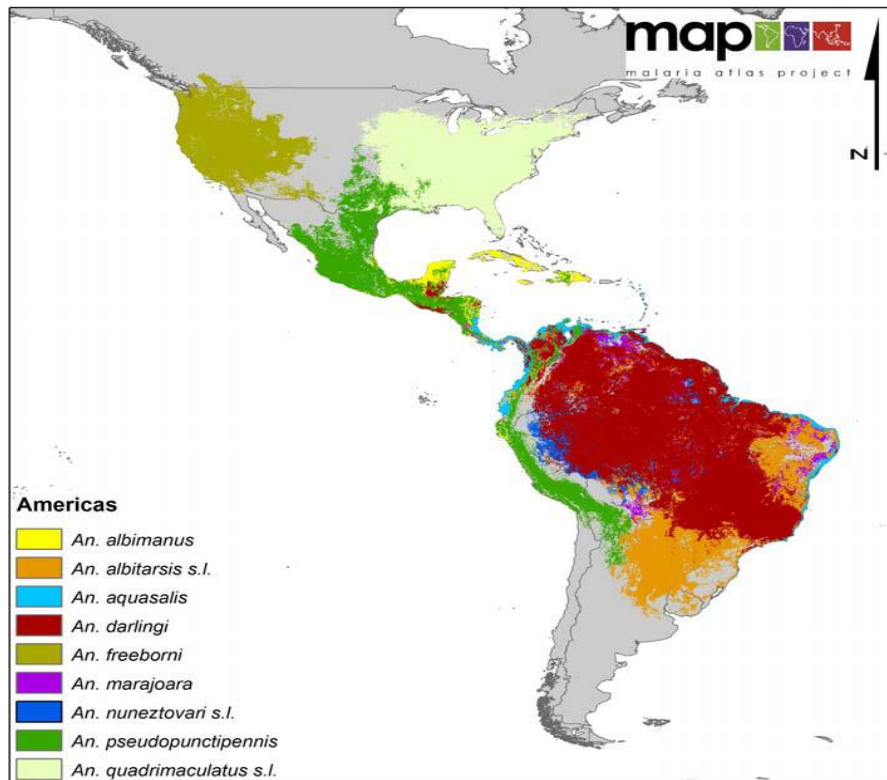 map
malaria atlas project
N
Americas
An. albimanus
An. albitarsis s.l.
An. aquasalis
An. darlingi
An. freeborni
An. marajoara
An. nuneztovari s.l.
An. pseudopunctipennis
An. quadrimaculatus s.l.